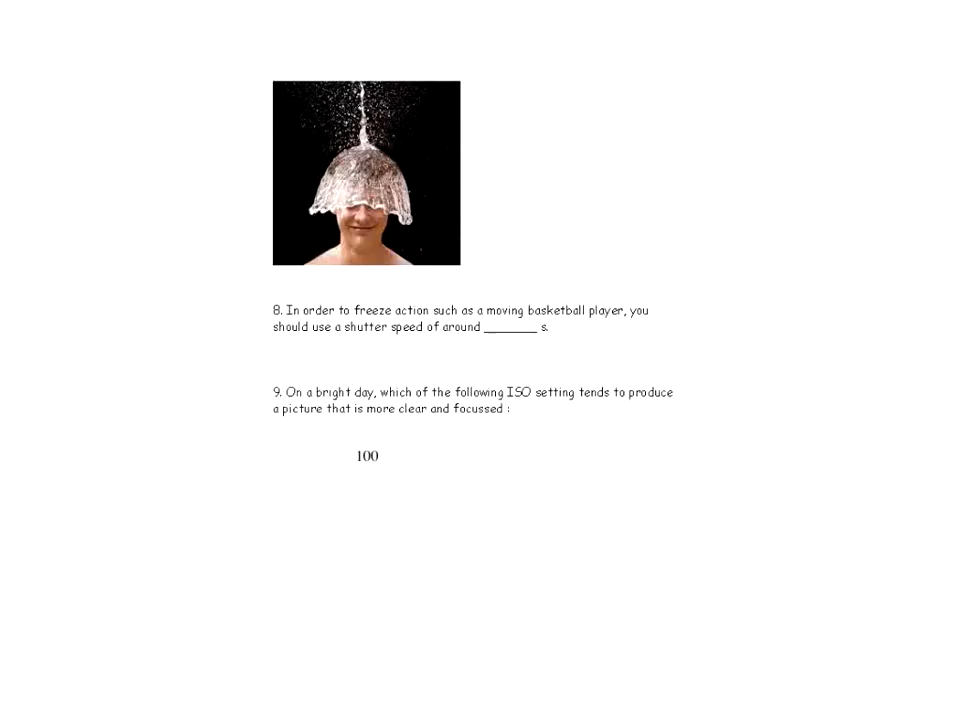 8. In order to freeze action such as a moving basketball player, you
should use a shutter speed of around _______ s.
9. On a bright day, which of the following ISO setting tends to produce
a picture that is more clear and focussed :
100